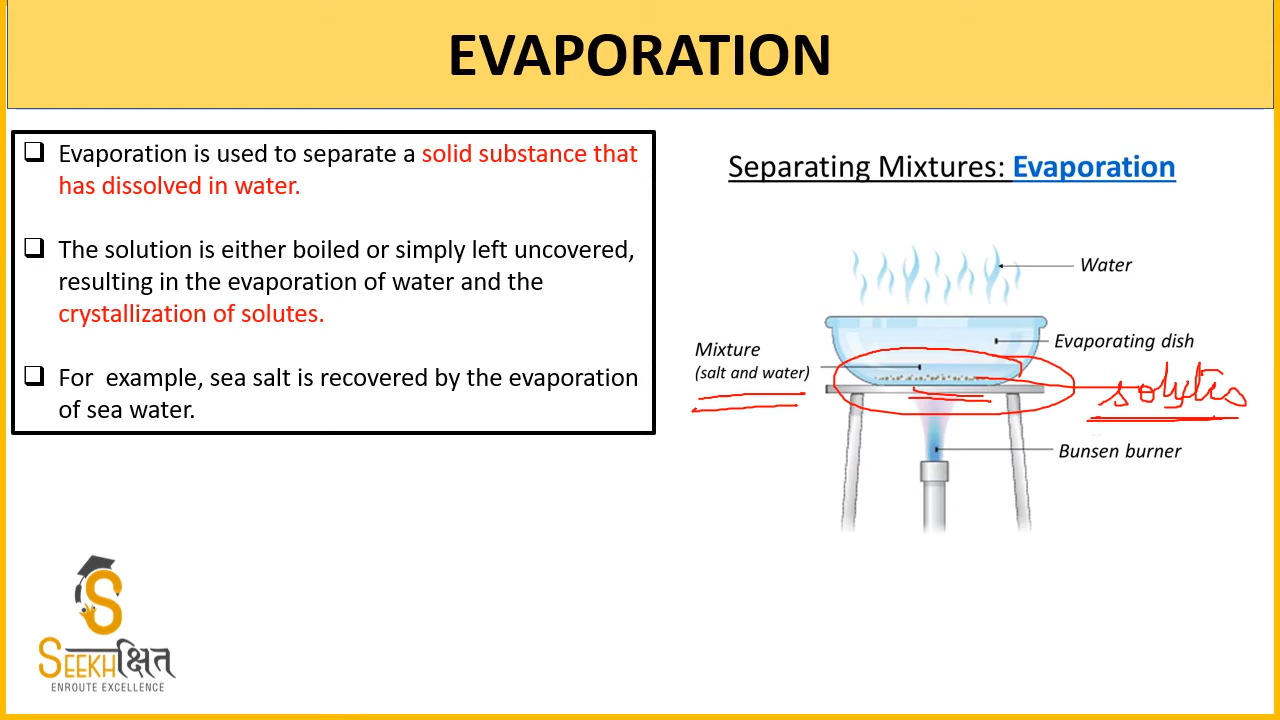 EVAPORATION
Evaporation is used to separate a solid substance that
has dissolved in water.
The solution is either boiled or simply left uncovered,
resulting in the evaporation of water and the
crystallization of solutes.
For example, sea salt is recovered by the evaporation
of sea water.
Separating Mixtures: Evaporation
Water
Evaporating dish
Mixture
(salt and water)
solutes
Bunsen burner
S
SEEKHक्षित
ENROUTE EXCELLENCE